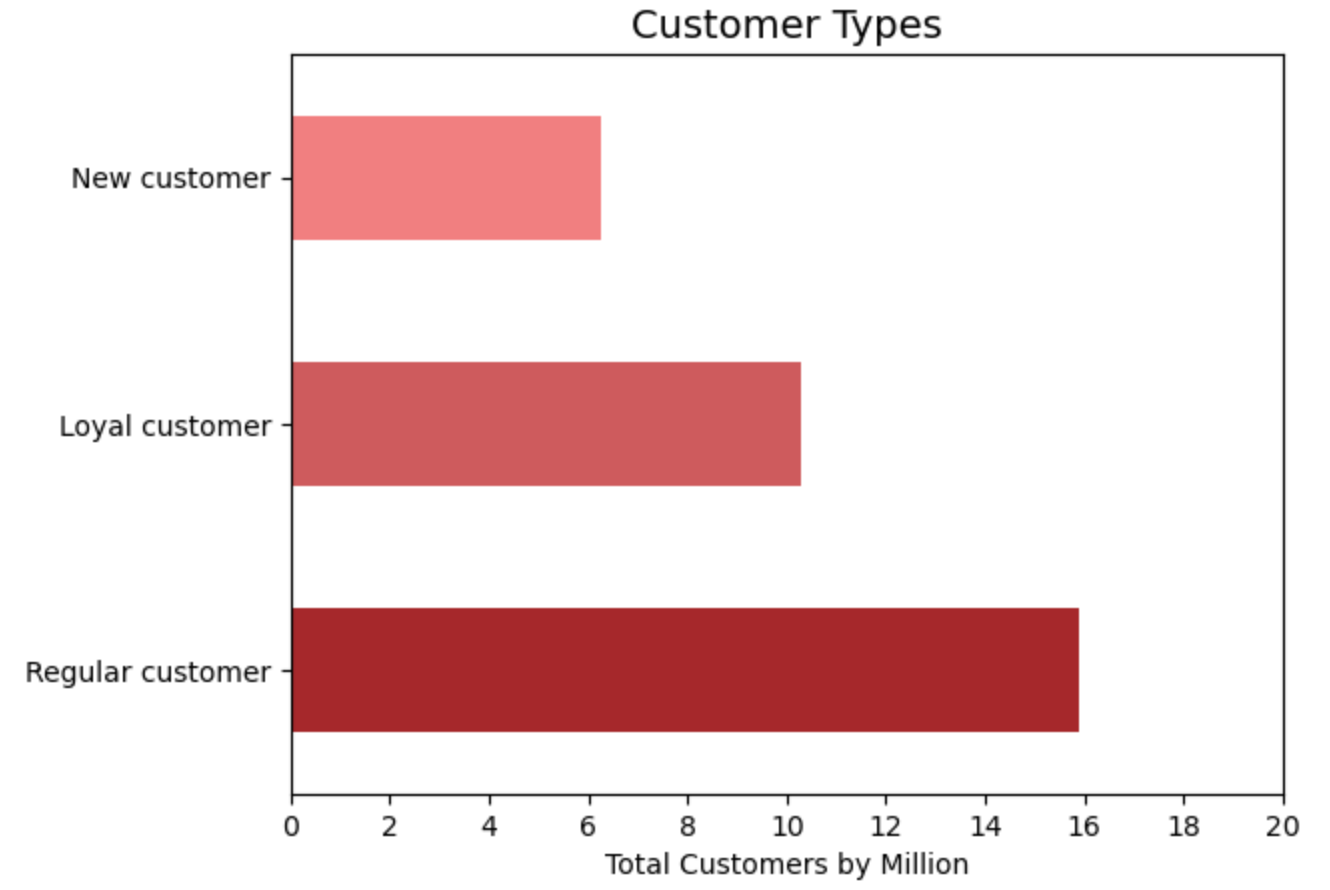 Customer Types
New customer
Loyal customer
Regular customer
0 2 4 6 8 10 12 14 16 18 20
Total Customers by Million